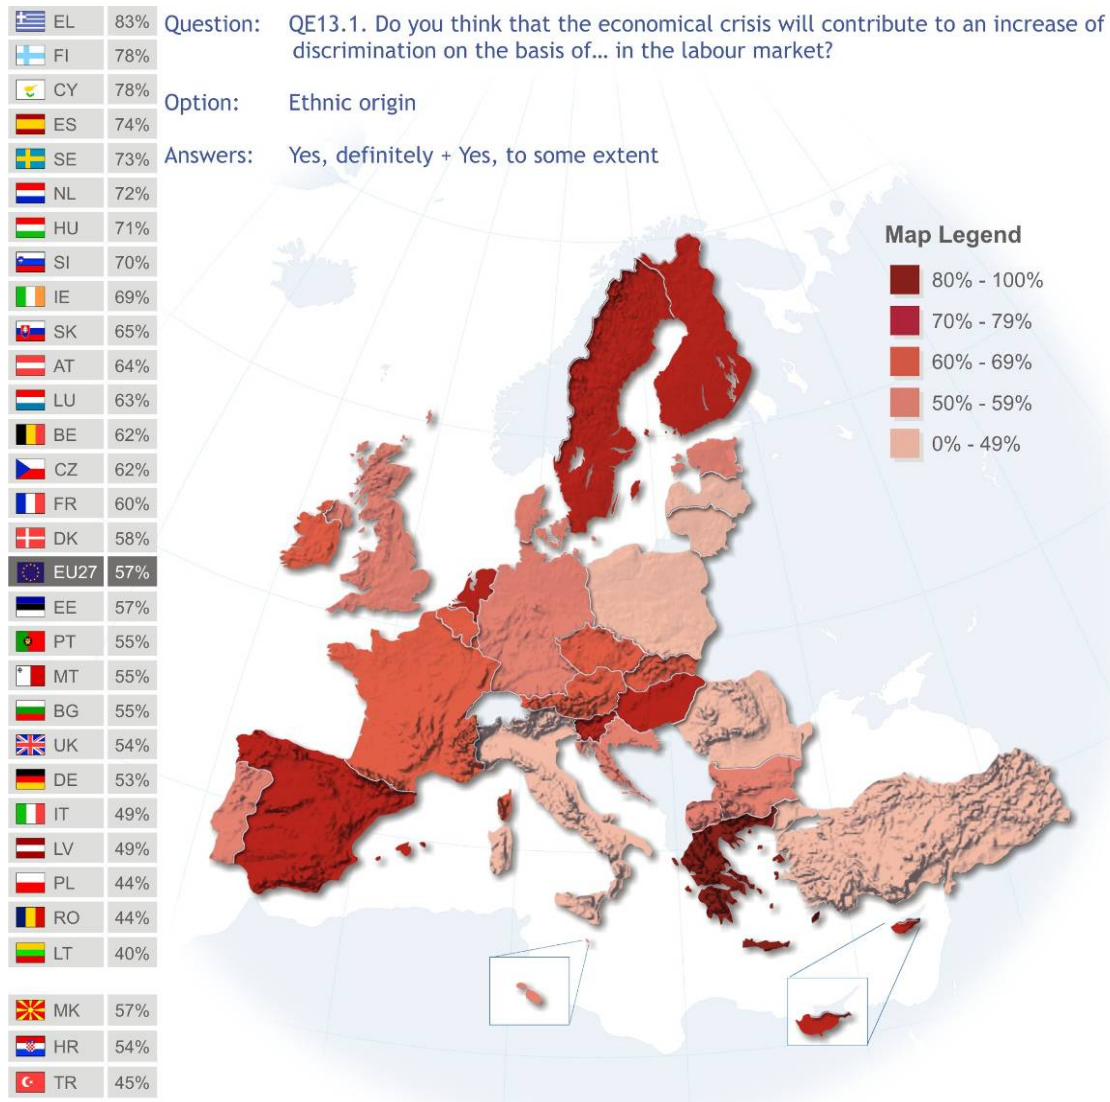 EL 83%
FI 78%
CY 78%
ES 74%
SE 73%
NL 72%
HU 71%
SI 70%
IE 69%
SK 65%
AT 64%
LU 63%
BE 62%
CZ 62%
FR 60%
DK 58%
EU27 57%
EE 57%
PT 55%
MT 55%
BG 55%
UK 54%
DE 53%
IT 49%
LV 49%
PL 44%
RO 44%
LT 40%
MK 57%
HR 54%
TR 45%
Question: QE13.1. Do you think that the economical crisis will contribute to an increase of
discrimination on the basis of... in the labour market?
Option: Ethnic origin
Answers: Yes, definitely + Yes, to some extent
Map Legend
80% - 100%
70% - 79%
60% - 69%
50% - 59%
0% - 49%